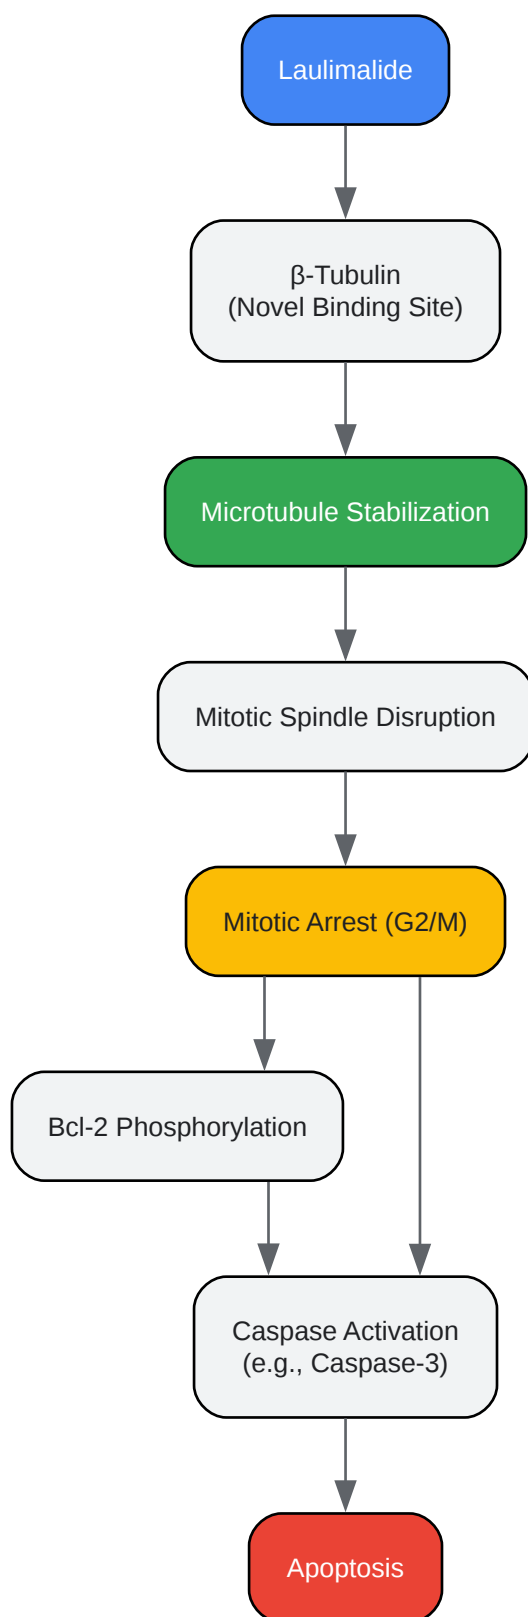 Laulimalide
β-Tubulin
(Novel Binding Site)
Microtubule Stabilization
Mitotic Spindle Disruption
Mitotic Arrest (G2/M)
Bcl-2 Phosphorylation
Caspase Activation
(e.g., Caspase-3)
Apoptosis